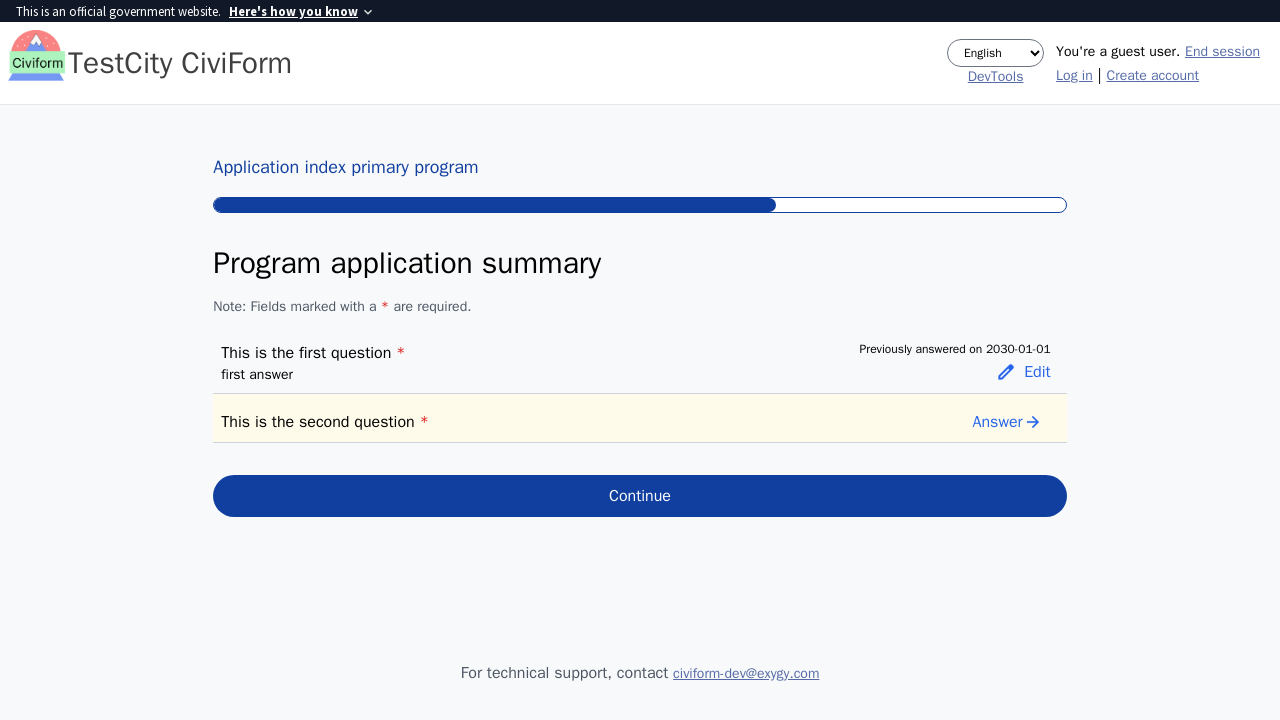 This is an official government website. Here's how you know
Civiform
TestCity CiviForm
English
DevTools
You're a guest user. End session
Log in | Create account
Application index primary program
Program application summary
Note: Fields marked with a * are required.
This is the first question *
first answer
Previously answered on 2030-01-01
Edit
This is the second question *
Answer
Continue
For technical support, contact civiform-dev@exygy.com